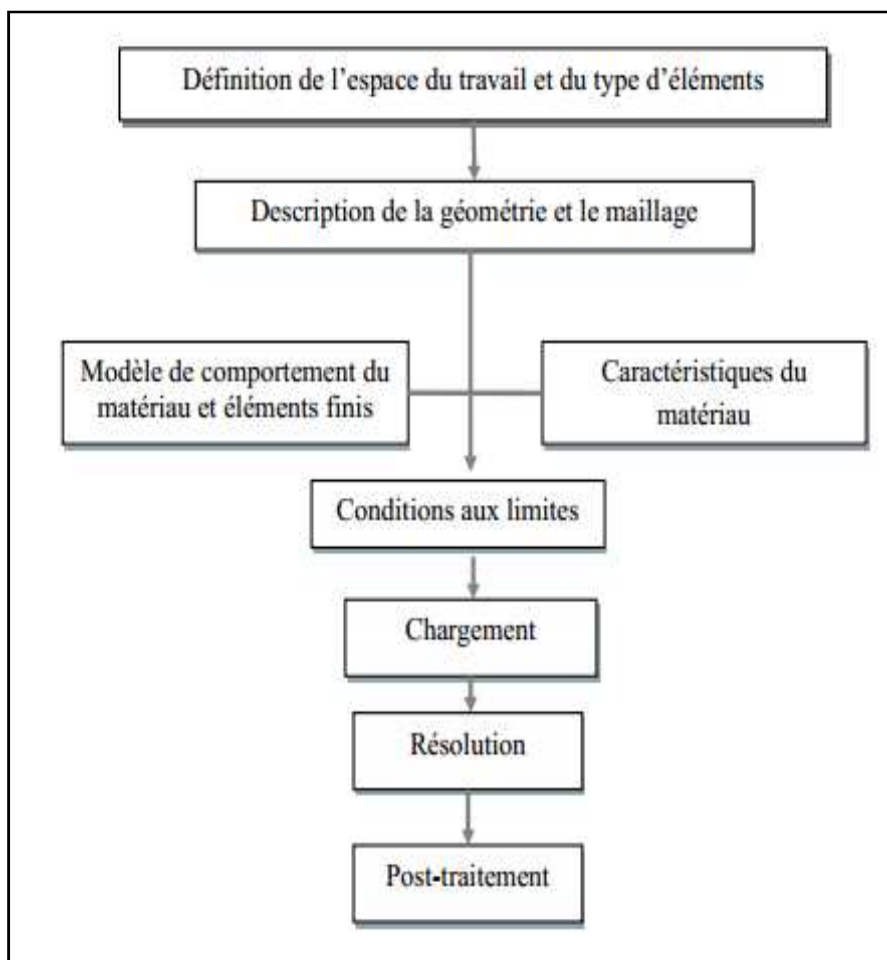 Définition de l’espace du travail et du type d’éléments
Description de la géométrie et le maillage
Modèle de comportement du
matériau et éléments finis
Caractéristiques du
matériau
Conditions aux limites
Chargement
Résolution
Post-traitement